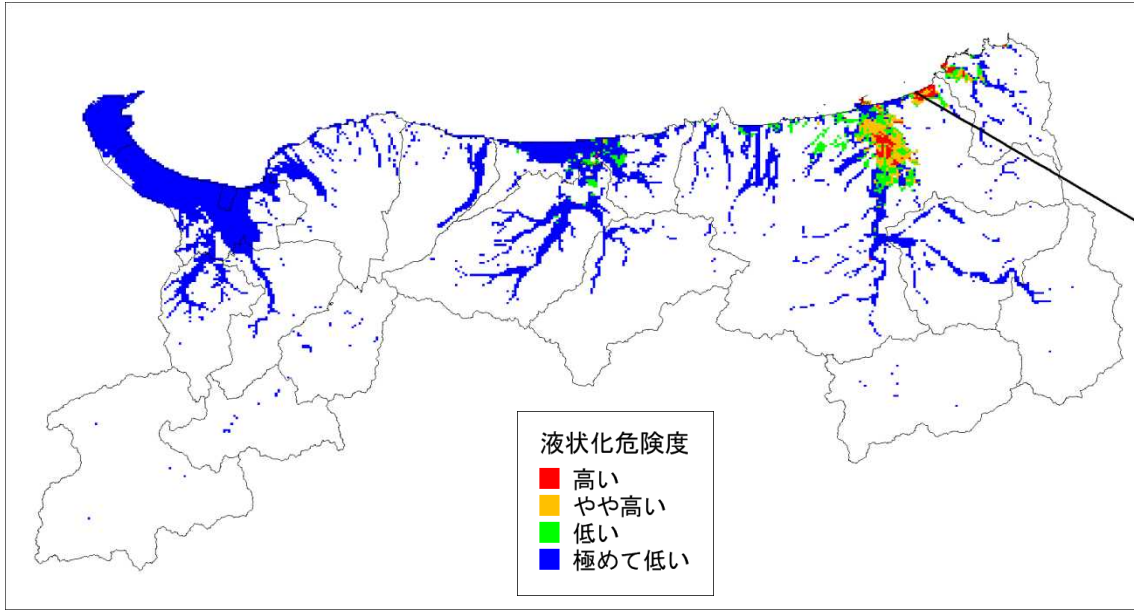 液状化危険度
高い
やや高い
低い
極めて低い